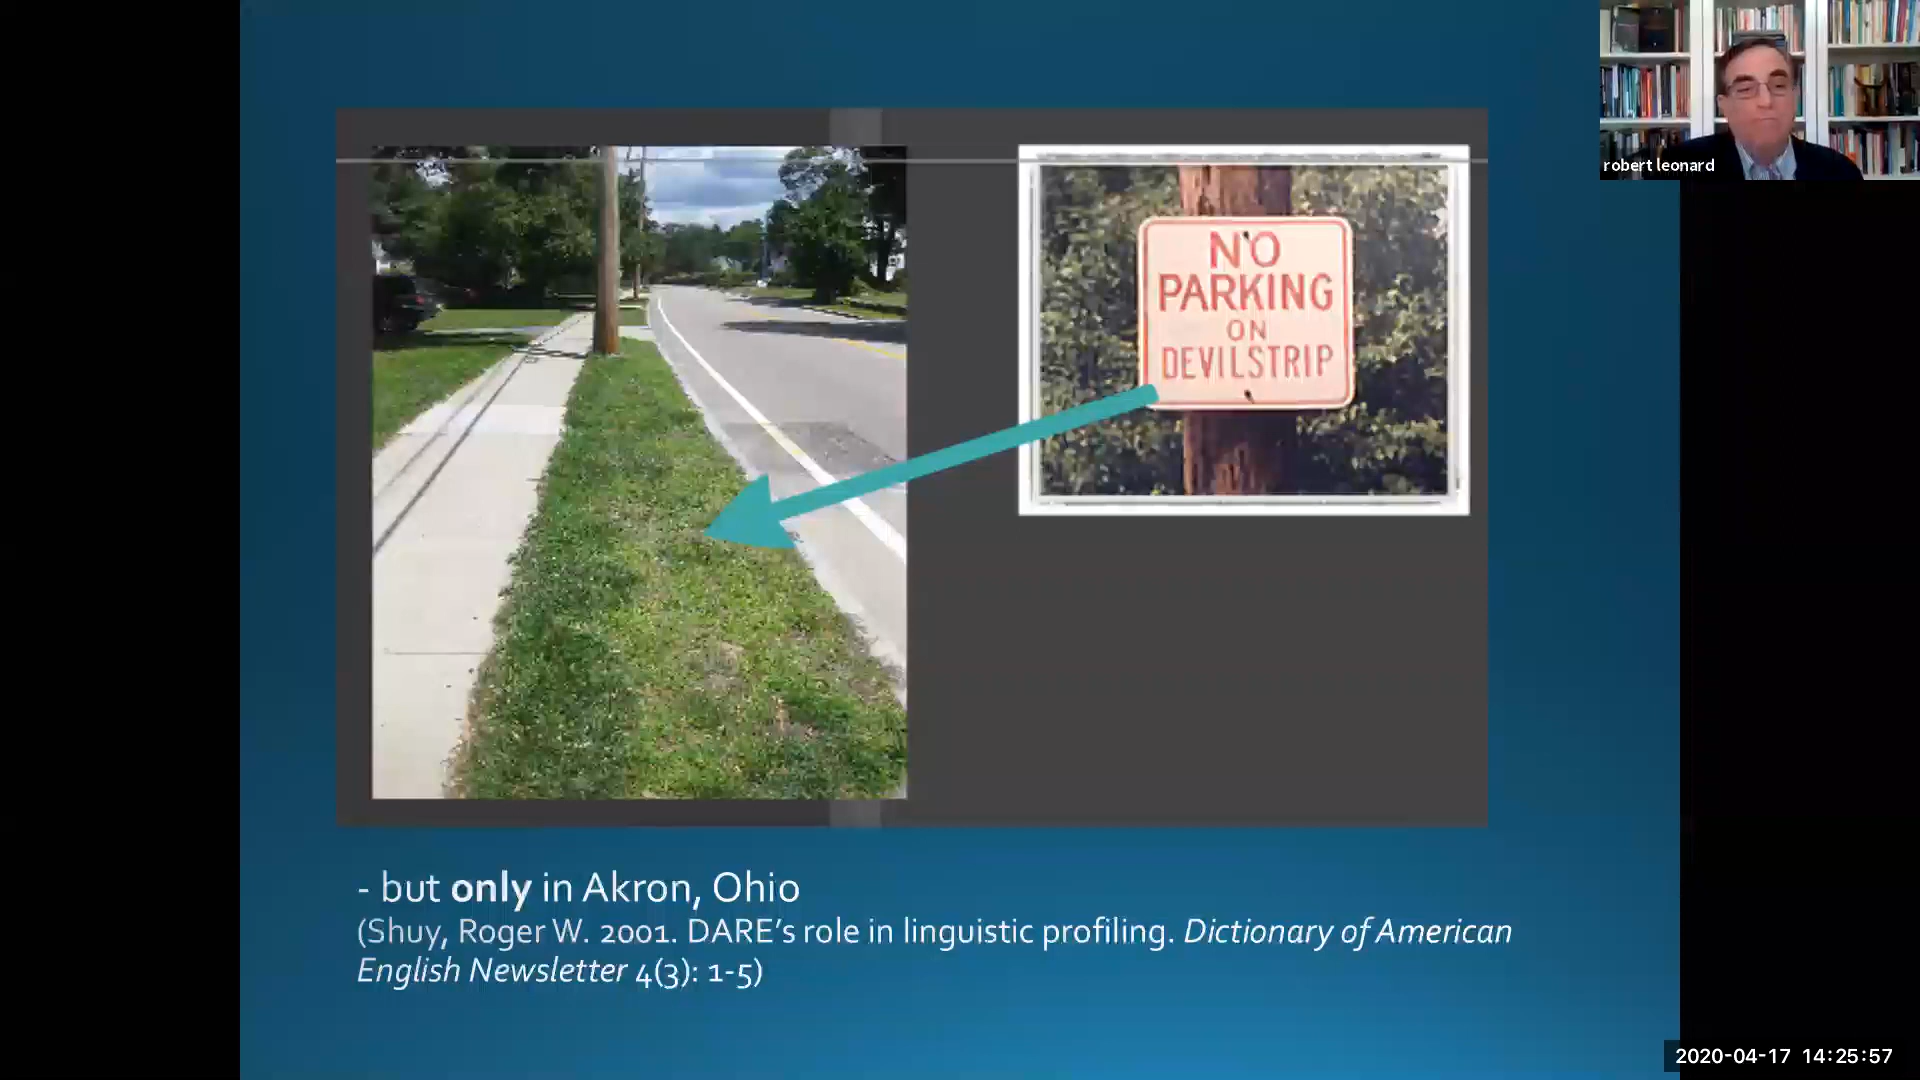 robert leonard
NO
PARKING
ON
DEVILSTRIP
- but only in Akron, Ohio
(Shuy, Roger W. 2001. DARE's role in linguistic profiling. Dictionary of American
English Newsletter 4(3): 1-5)
2020-04-17 14:25:57